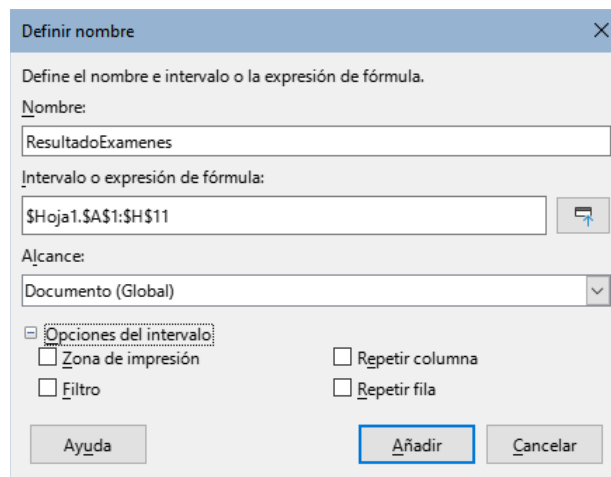 Definir nombre
Define el nombre e intervalo o la expresión de fórmula.
Nombre:
ResultadoExamenes
Intervalo o expresión de fórmula:
$Hoja1.$A$1:$H$11
Alcance:
Documento (Global)
Opciones del intervalo
Zona de impresión Repetir columna
Filtro Repetir fila
Ayuda Añadir Cancelar